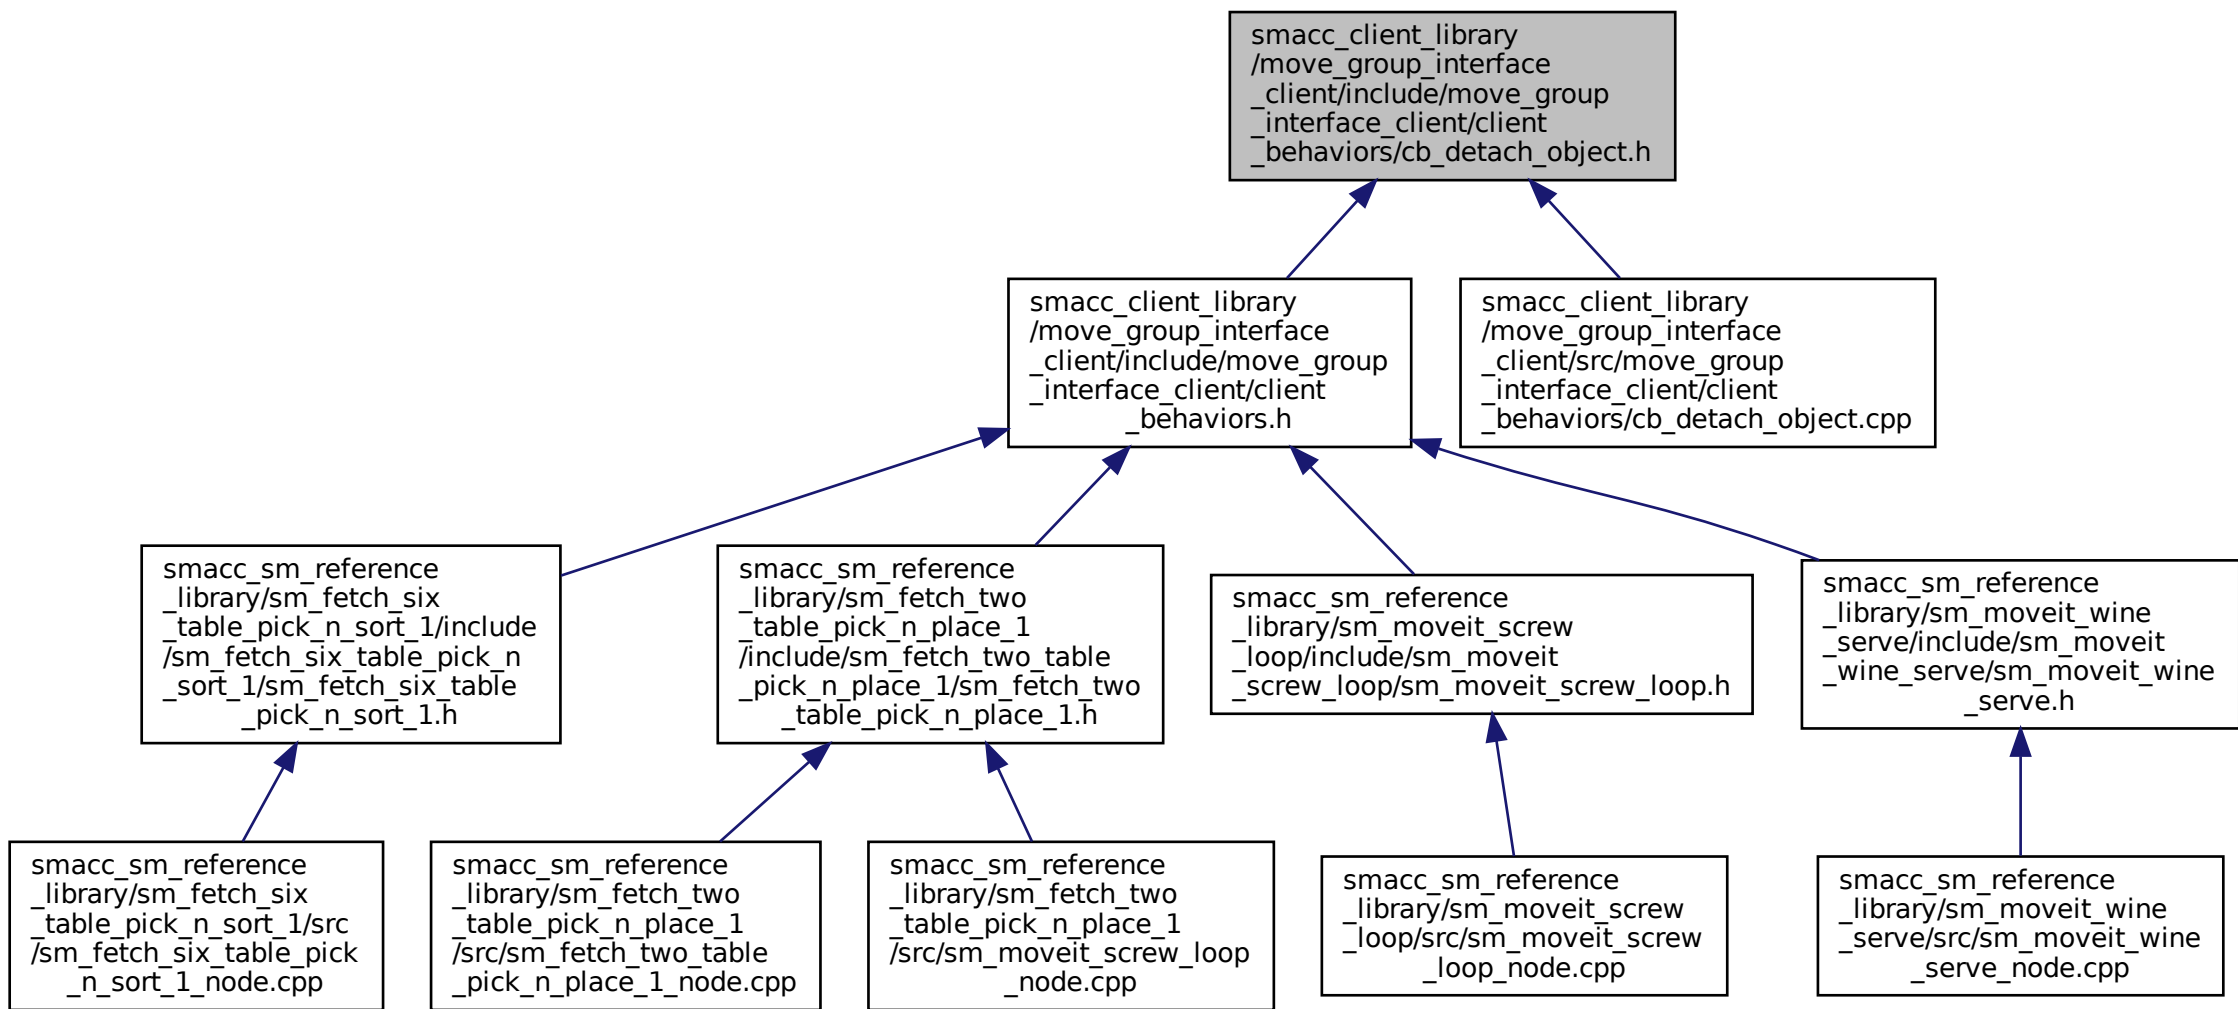 smacc_client_library
/move_group_interface
_client/include/move_group
_interface_client/client
_behaviors/cb_detach_object.h
smacc_client_library
/move_group_interface
_client/include/move_group
_interface_client/client
_behaviors.h
smacc_client_library
/move_group_interface
_client/src/move_group
_interface_client/client
_behaviors/cb_detach_object.cpp
smacc_sm_reference
_library/sm_fetch_six
_table_pick_n_sort_1/include
/sm_fetch_six_table_pick_n
_sort_1/sm_fetch_six_table
_pick_n_sort_1.h
smacc_sm_reference
_library/sm_fetch_two
_table_pick_n_place_1
/include/sm_fetch_two_table
_pick_n_place_1/sm_fetch_two
_table_pick_n_place_1.h
smacc_sm_reference
_library/sm_moveit_screw
_loop/include/sm_moveit
_screw_loop/sm_moveit_screw_loop.h
smacc_sm_reference
_library/sm_moveit_wine
_serve/include/sm_moveit
_wine_serve/sm_moveit_wine
_serve.h
smacc_sm_reference
_library/sm_fetch_six
_table_pick_n_sort_1/src
/sm_fetch_six_table_pick
_n_sort_1_node.cpp
smacc_sm_reference
_library/sm_fetch_two
_table_pick_n_place_1
/src/sm_fetch_two_table
_pick_n_place_1_node.cpp
smacc_sm_reference
_library/sm_fetch_two
_table_pick_n_place_1
/src/sm_moveit_screw_loop
_node.cpp
smacc_sm_reference
_library/sm_moveit_screw
_loop/src/sm_moveit_screw
_loop_node.cpp
smacc_sm_reference
_library/sm_moveit_wine
_serve/src/sm_moveit_wine
_serve_node.cpp